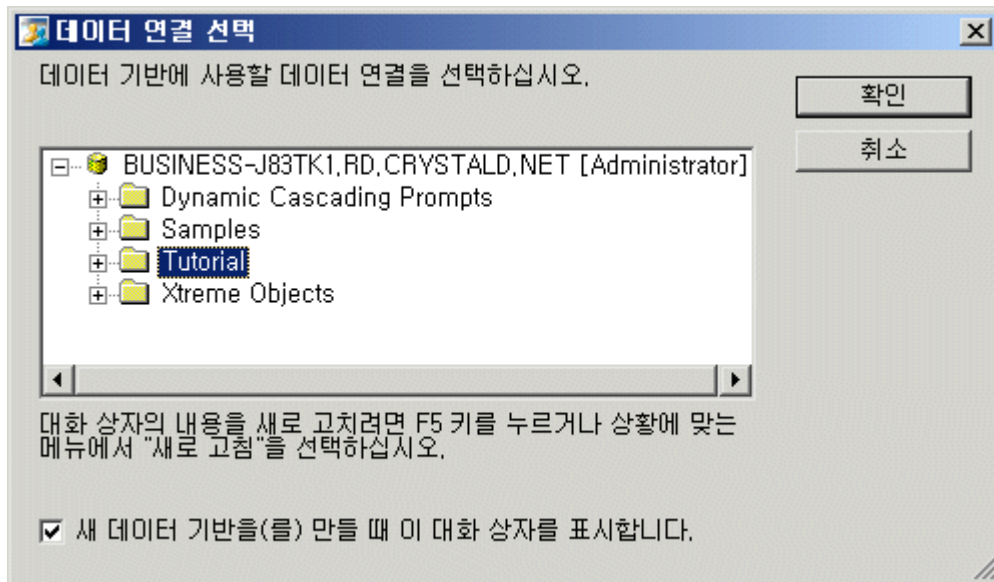 데이터 연결 선택
데이터 기반에 사용할 데이터 연결을 선택하십시오.
확인
취소
BUSINESS-J83TK1.RD.CRYSTALD.NET [Administrator]
Dynamic Cascading Prompts
Samples
Tutorial
Xtreme Objects
대화 상자의 내용을 새로 고치려면 F5 키를 누르거나 상황에 맞는
메뉴에서 "새로 고침"을 선택하십시오.
새 데이터 기반을(를) 만들 때 이 대화 상자를 표시합니다.